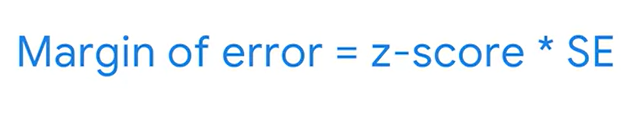 Margin of error = z-score * SE